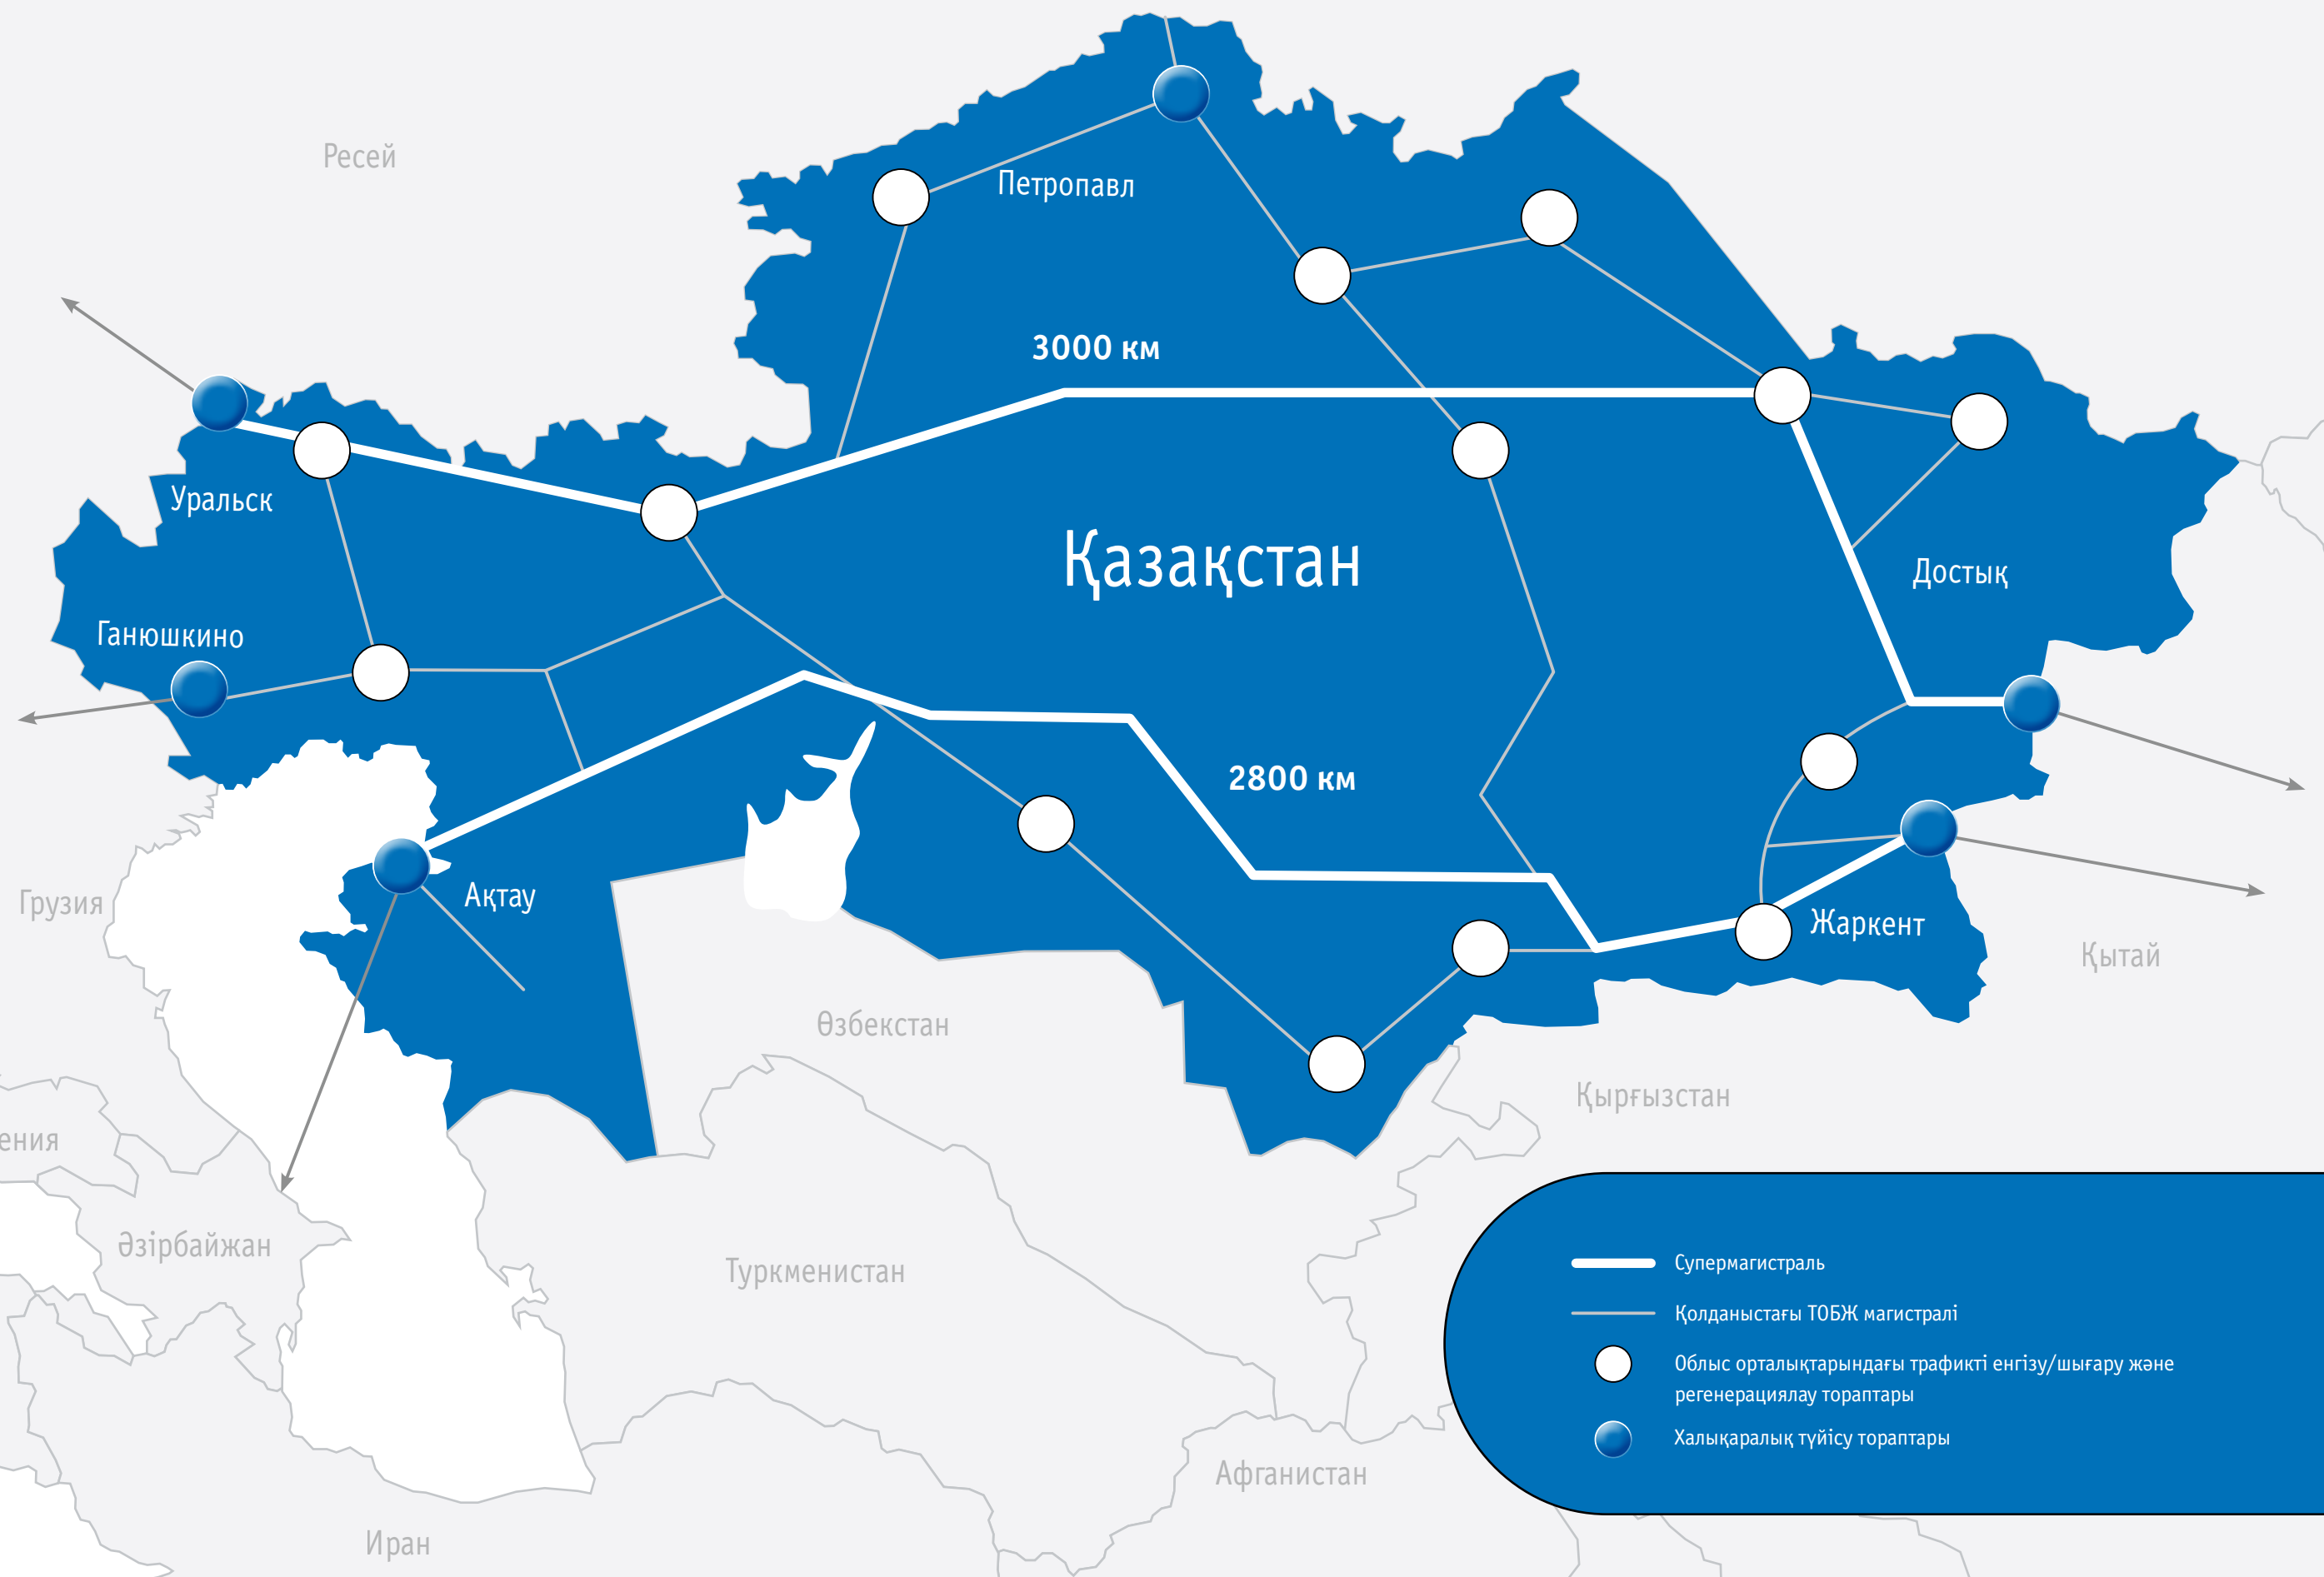 Ресей
Петропавл
3000 км
Уральск
Қазақстан
Достық
Ганюшкино
2800 км
Ақтау
Грузия
Жаркент
Қытай
Өзбекстан
Қырғызстан
ения
Әзірбайжан
Туркменистан
Афганистан
Иран
Супермагистраль
Қолданыстағы ТОБЖ магистралі
Облыс орталықтарындағы трафикті енгізу/шығару және
регенерациялау тораптары
Халықаралық түйісу тораптары